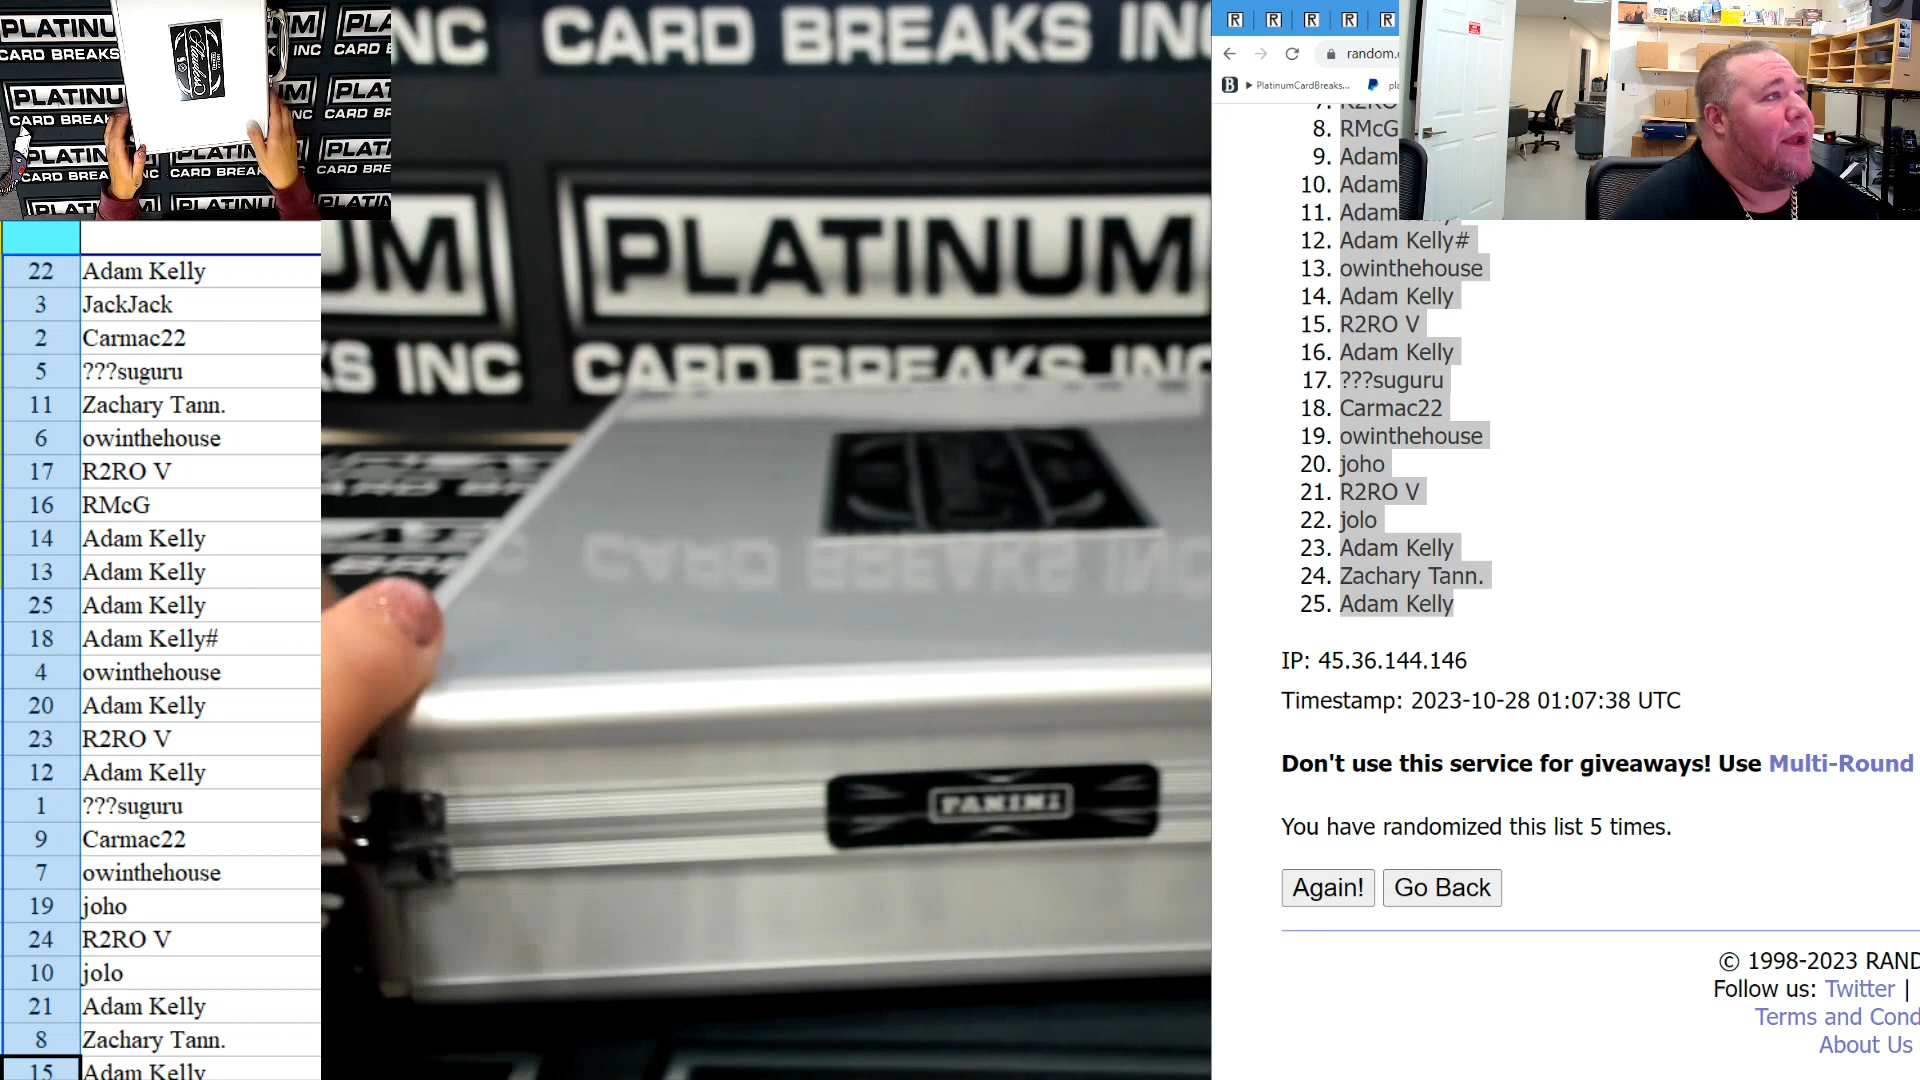 PLATINUM
CARD BREAKS INC
22 Adam Kelly
3 JackJack
2 Carmac22
5 ???suguru
11 Zachary Tann.
6 owinthehouse
17 R2RO V
16 RMcG
14 Adam Kelly
13 Adam Kelly
25 Adam Kelly
18 Adam Kelly#
4 owinthehouse
20 Adam Kelly
23 R2RO V
12 Adam Kelly
1 ???suguru
9 Carmac22
7 owinthehouse
19 joho
24 R2RO V
10 jolo
21 Adam Kelly
8 Zachary Tann.
15 Adam Kelly
NC CARD BREAKS INC
UM PLATINUM
KS INC CARD BREAKS INC
PANINI
random.
PlatinumCardBreaks...
8. RMcG
9. Adam
10. Adam
11. Adam
12. Adam Kelly#
13. owinthehouse
14. Adam Kelly
15. R2RO V
16. Adam Kelly
17. ???suguru
18. Carmac22
19. owinthehouse
20. joho
21. R2RO V
22. jolo
23. Adam Kelly
24. Zachary Tann.
25. Adam Kelly
IP: 45.36.144.146
Timestamp: 2023-10-28 01:07:38 UTC
Don't use this service for giveaways! Use Multi-Round
You have randomized this list 5 times.
Again! Go Back
© 1998-2023 RAND
Follow us: Twitter |
Terms and Cond
About Us